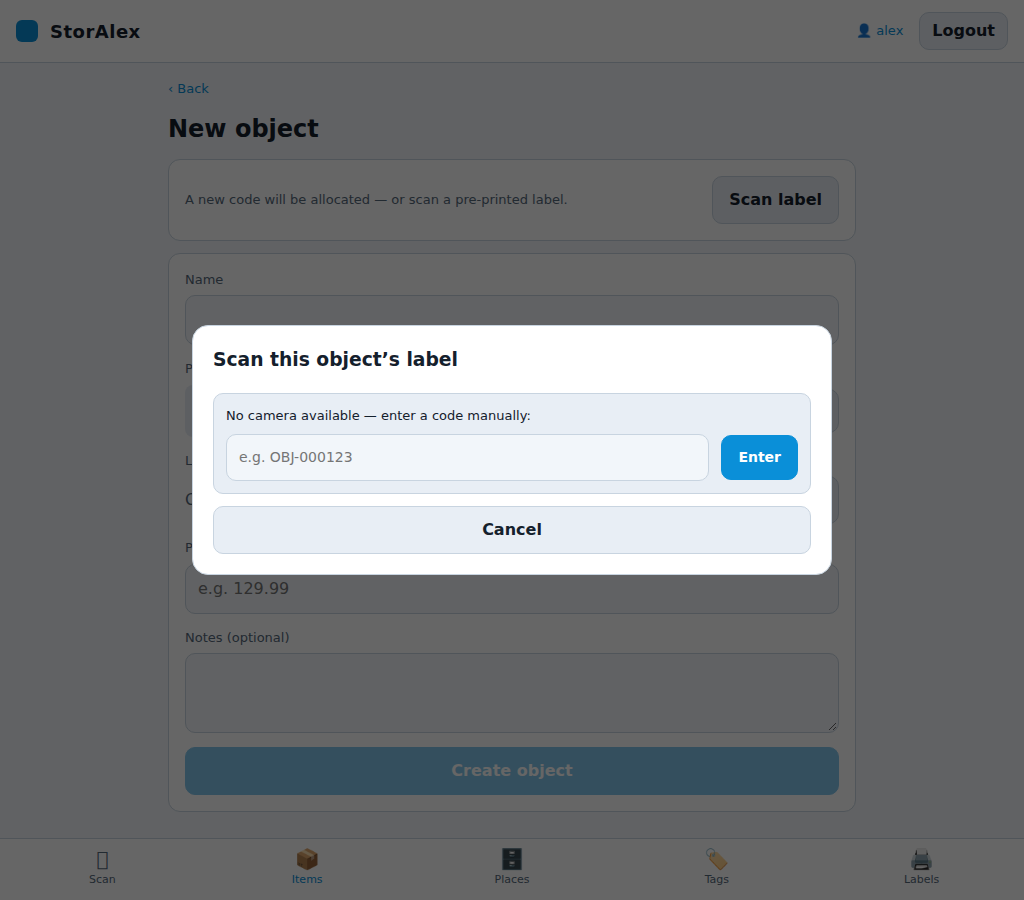 StorAlex
👤 alex
Logout
‹ Back
New object
A new code will be allocated — or scan a pre-printed label.
Scan label
Name
Scan this object’s label
No camera available — enter a code manually:
e.g. OBJ-000123
Enter
Cancel
e.g. 129.99
Notes (optional)
Create object
Scan
Items
Places
Tags
Labels